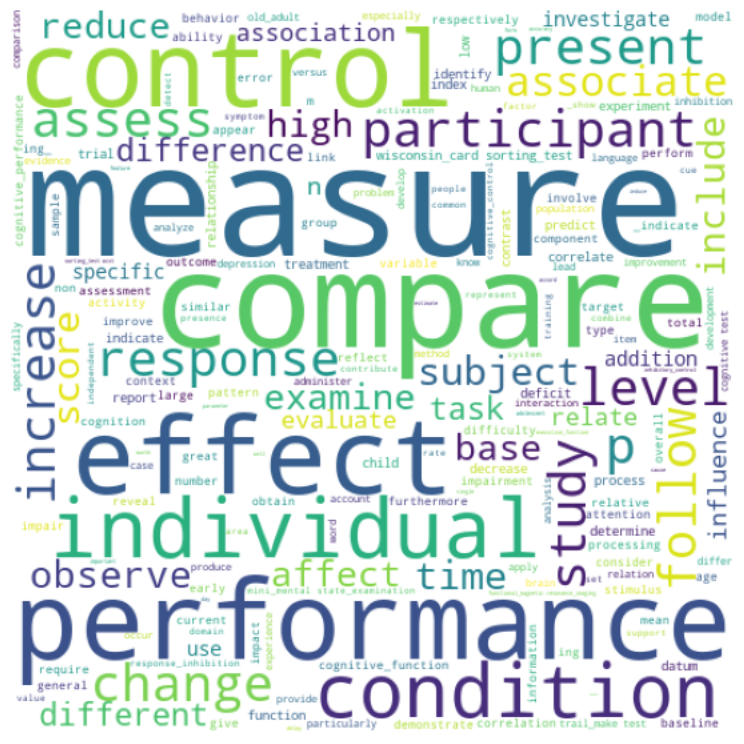 comparison
behavior
old_adult
especially
respectively
model
reduce
ability
association
low
investigate
present
control
error
versus
identify
index
human
associate
inhibition
detect
symptom
m
activation
factor
_show
experiment
assess
high
participant
cognitive_performance
ing_
evidence
appear
trial
difference
link
wisconsin_card sorting_test
language
perform
include
measure
sample
analyze
relationship
n
problem
develop
people
common
group
cognitive_control
contrast
involve
population
predict
component
cue
_indicate
increase
specific
outcome
depression
treatment
variable
know
correlate
lead
improvement
non
assessment
score
activity
similar
presence
compare
represent
target
combine
training
type
total
item
development
cognitive test
specifically
improve
indicate
independent
response
reflect
contribute
estimate
method
system
subject
addition
inhibitory_control
level
context
report
large
pattern
administer
deficit
interaction
relate
examine
task
cognition
evaluate
difficulty
influence
overall
effect
case
great
number
child
rate
decrease
impairment
base
process
p
study
follow
reveal
impair
obtain
account
furthermore
analysis
relative
attention
individual
word
area
determine
processing
consider
differ
age
observe
produce
early
affect
mini_mental state_examination
time
apply
brain
set
relation
stimulus
performance
occur
current
domain
impact
experience
mean
support
require
use
response_inhibition
cognitive_function
information
ing
datum
change
general
value
provide
condition
different
give
function
particularly
demonstrate
correlation
trail_make test
baseline